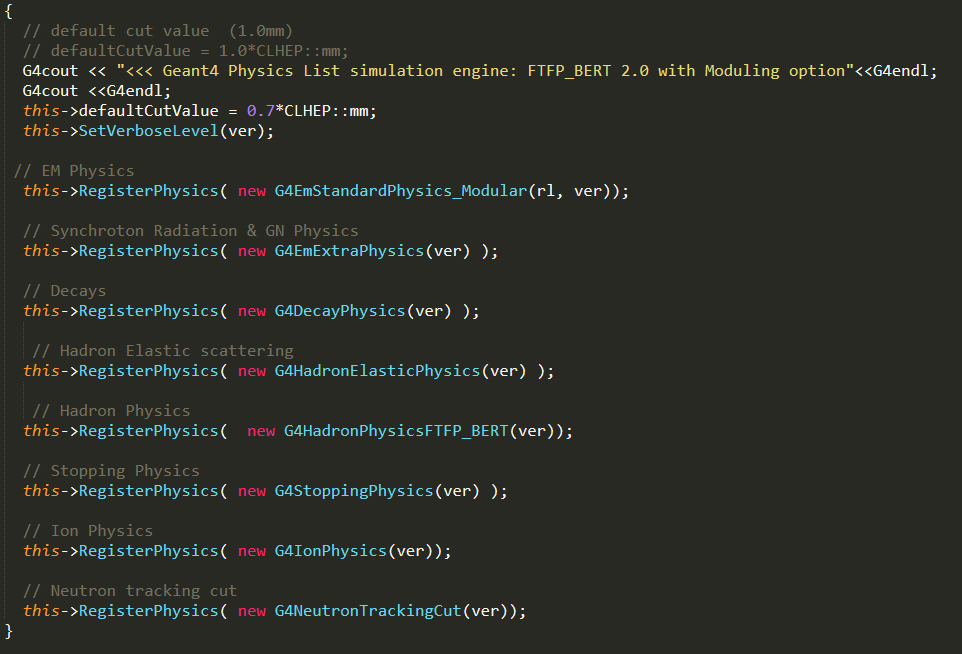 {
  // default cut value  (1.0mm)
  // defaultCutValue = 1.0*CLHEP::mm;
  G4cout << "<<< Geant4 Physics List simulation engine: FTFP_BERT 2.0 with Moduling option"<<G4endl;
  G4cout <<G4endl;
  this->defaultCutValue = 0.7*CLHEP::mm;
  this->SetVerboseLevel(ver);

 // EM Physics
  this->RegisterPhysics( new G4EmStandardPhysics_Modular(rl, ver));

  // Synchroton Radiation & GN Physics
  this->RegisterPhysics( new G4EmExtraPhysics(ver) );

  // Decays
  this->RegisterPhysics( new G4DecayPhysics(ver) );

   // Hadron Elastic scattering
  this->RegisterPhysics( new G4HadronElasticPhysics(ver) );

   // Hadron Physics
  this->RegisterPhysics(  new G4HadronPhysicsFTFP_BERT(ver));

  // Stopping Physics
  this->RegisterPhysics( new G4StoppingPhysics(ver) );

  // Ion Physics
  this->RegisterPhysics( new G4IonPhysics(ver));

  // Neutron tracking cut
  this->RegisterPhysics( new G4NeutronTrackingCut(ver));
}